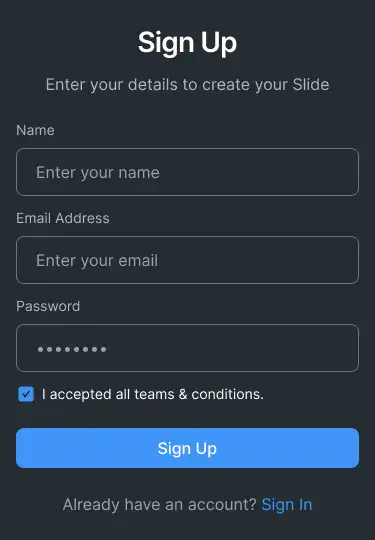 Sign Up
Enter your details to create your Slide
Name
Enter your name
Email Address
Enter your email
Password
••••••••
I accepted all teams & conditions.
Sign Up
Already have an account? Sign In